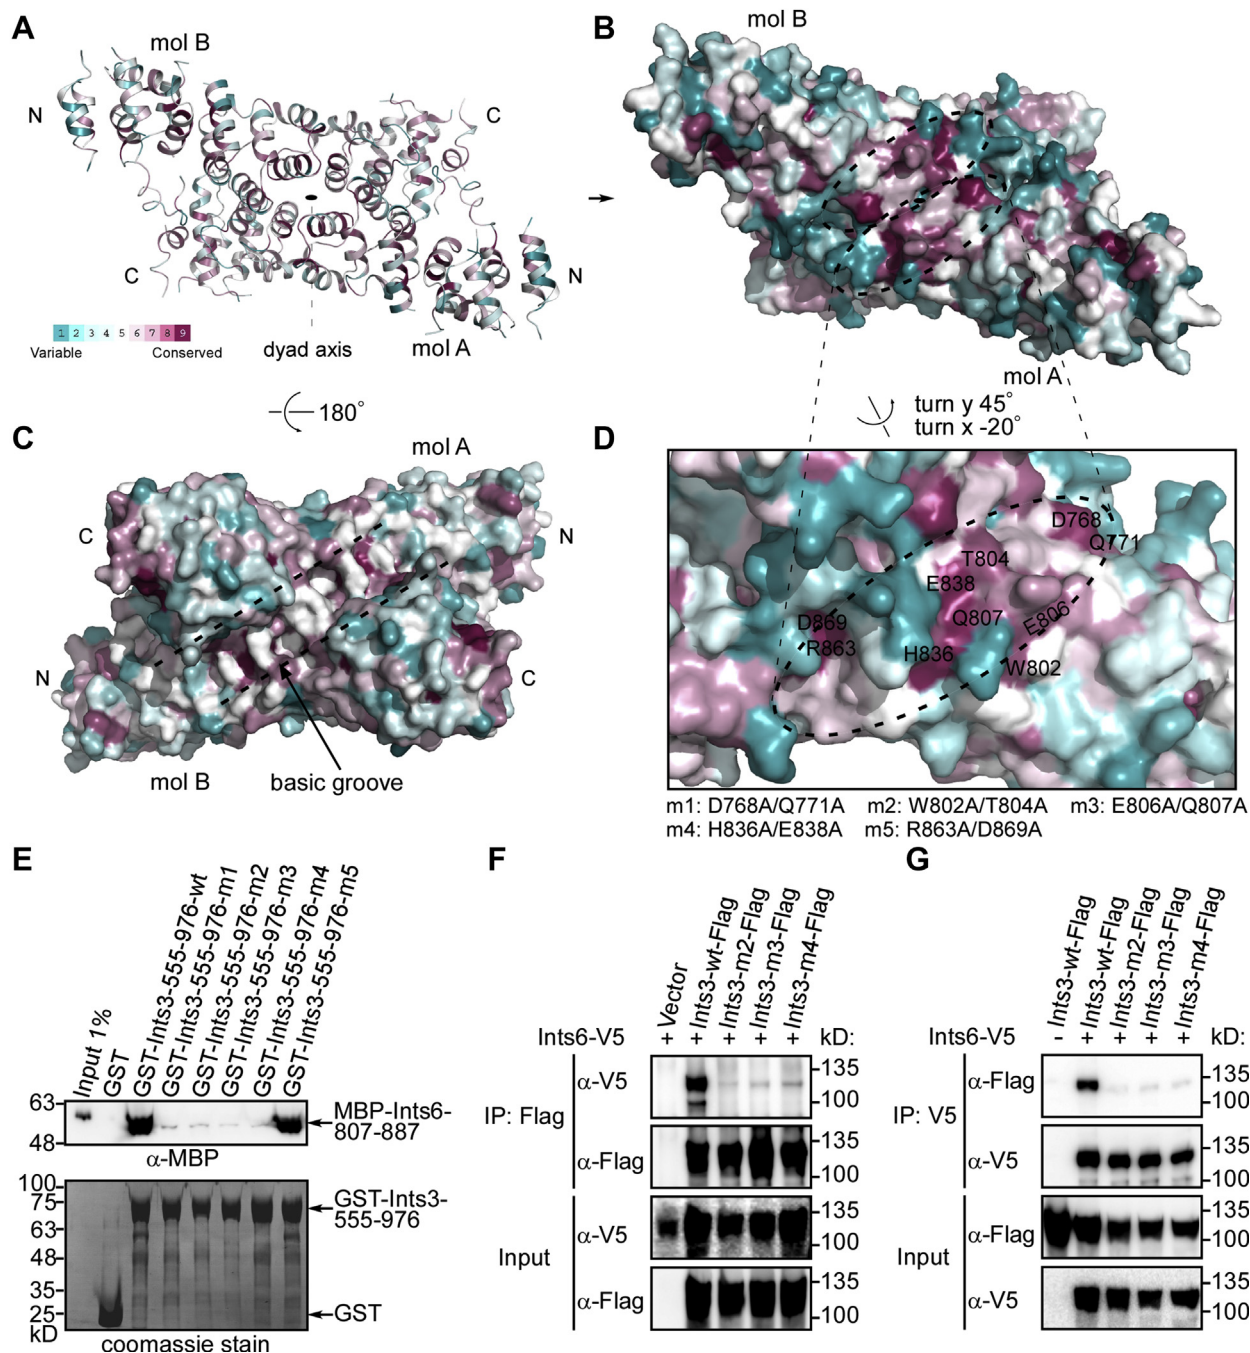 A
mol B
N
C
C
N
1 2 3 4 5 6 7 8 9
Variable
Conserved
dyad axis
mol A
180°
B
mol B
mol A
turn y 45°
turn x -20°
C
mol A
C
N
N
C
mol B
basic groove
D
D768
Q771
T804
E838
Q807
E806
D869
R863
H836
W802
m1: D768A/Q771A m2: W802A/T804A m3: E806A/Q807A
m4: H836A/E838A m5: R863A/D869A
E
Input 1%
GST
GST-Ints3-555-976-wt
GST-Ints3-555-976-m1
GST-Ints3-555-976-m2
GST-Ints3-555-976-m3
GST-Ints3-555-976-m4
GST-Ints3-555-976-m5
63
48
MBP-Ints6-
807-887
α-MBP
100
75
63
48
35
25
kD
GST-Ints3-
555-976
GST
coomassie stain
F
Vector
Ints3-wt-Flag
Ints3-m2-Flag
Ints3-m3-Flag
Ints3-m4-Flag
Ints6-V5 + + + + + kD:
IP: Flag
α-V5
135
100
α-Flag
135
100
Input
α-V5
135
100
α-Flag
135
100
G
Ints3-wt-Flag
Ints3-wt-Flag
Ints3-m2-Flag
Ints3-m3-Flag
Ints3-m4-Flag
Ints6-V5 - + + + + kD:
IP: V5
α-Flag
135
100
α-V5
135
100
Input
α-Flag
135
100
α-V5
135
100